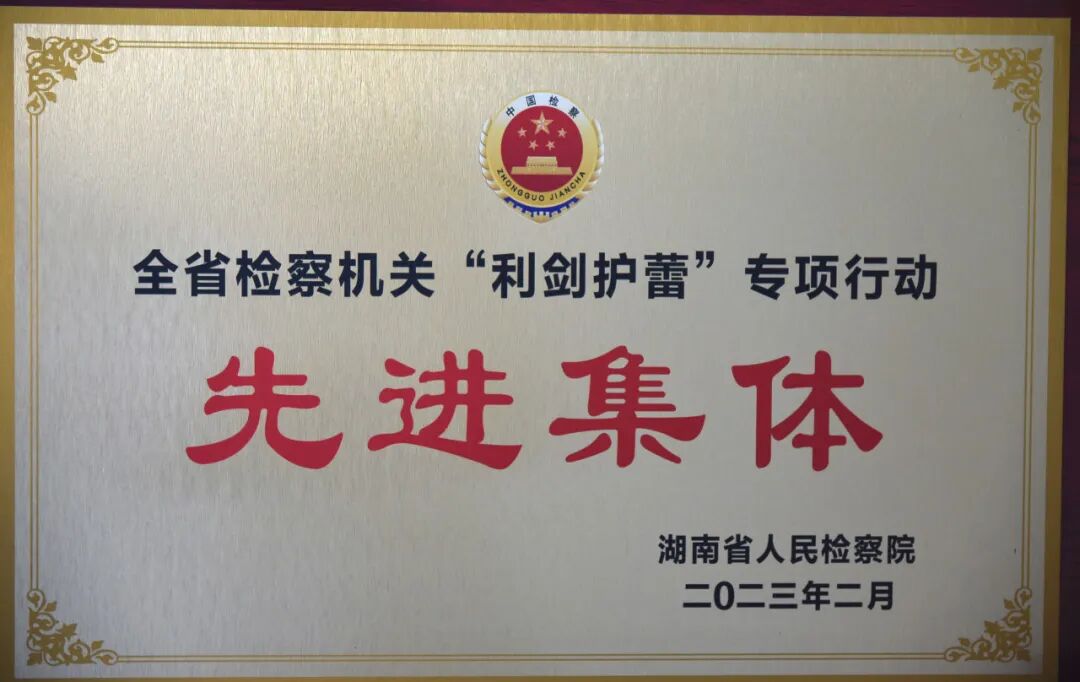 中国检察
ZHONGGUO JIANCHA
全省检察机关“利剑护蕾”专项行动
先进集体
湖南省人民检察院
二0二三年二月